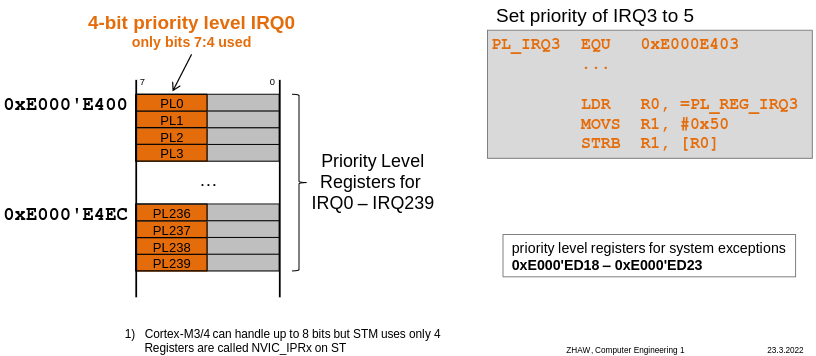 4-bit priority level IRQ0
only bits 7:4 used
7
0
0xE000'E400
PL0
PL1
PL2
PL3
...
0xE000'E4EC
PL236
PL237
PL238
PL239
Priority Level
Registers for
IRQ0 – IRQ239
1) Cortex-M3/4 can handle up to 8 bits but STM uses only 4
Registers are called NVIC_IPRx on ST
Set priority of IRQ3 to 5
PL_IRQ3 EQU 0xE000E403
...
LDR R0, =PL_REG_IRQ3
MOVS R1, #0x50
STRB R1, [R0]
priority level registers for system exceptions
0xE000'ED18 – 0xE000'ED23
ZHAW, Computer Engineering 1
23.3.2022